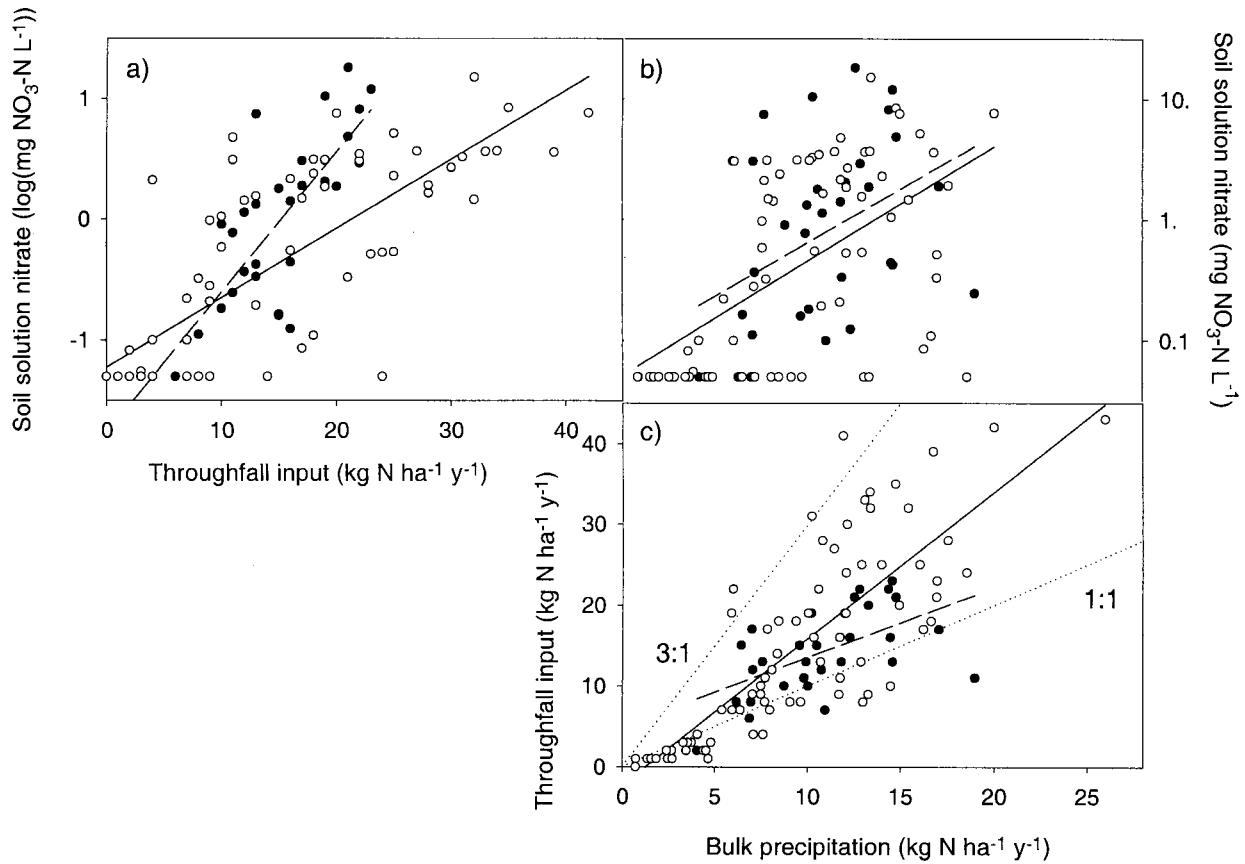 a)
Soil solution nitrate (log(mg NO3-N L-1))
1
0
-1
0 10 20 30 40
Throughfall input (kg N ha-1 y-1)
b)
10.
1.
0.1
Soil solution nitrate (mg NO3-N L-1)
c)
40
30
20
10
0
Throughfall input (kg N ha-1 y-1)
3:1
1:1
0 5 10 15 20 25
Bulk precipitation (kg N ha-1 y-1)